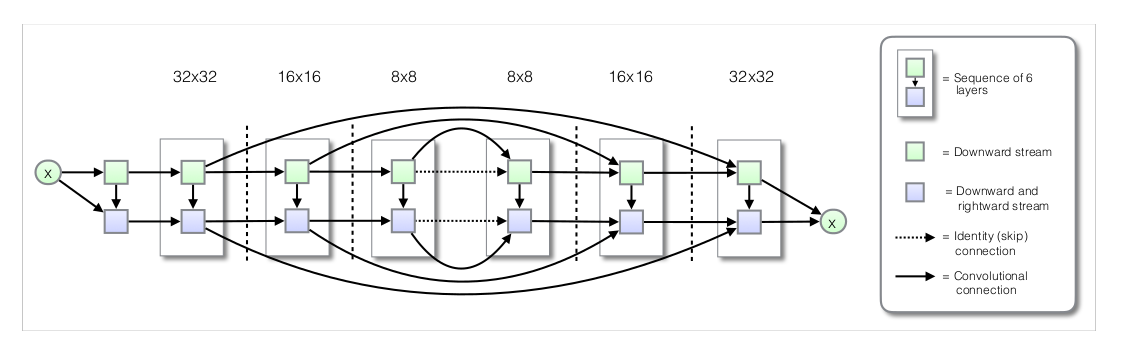 32x32
16x16
8x8
8x8
16x16
32x32
x
x
= Sequence of 6
layers
= Downward stream
= Downward and
rightward stream
= Identity (skip)
connection
= Convolutional
connection